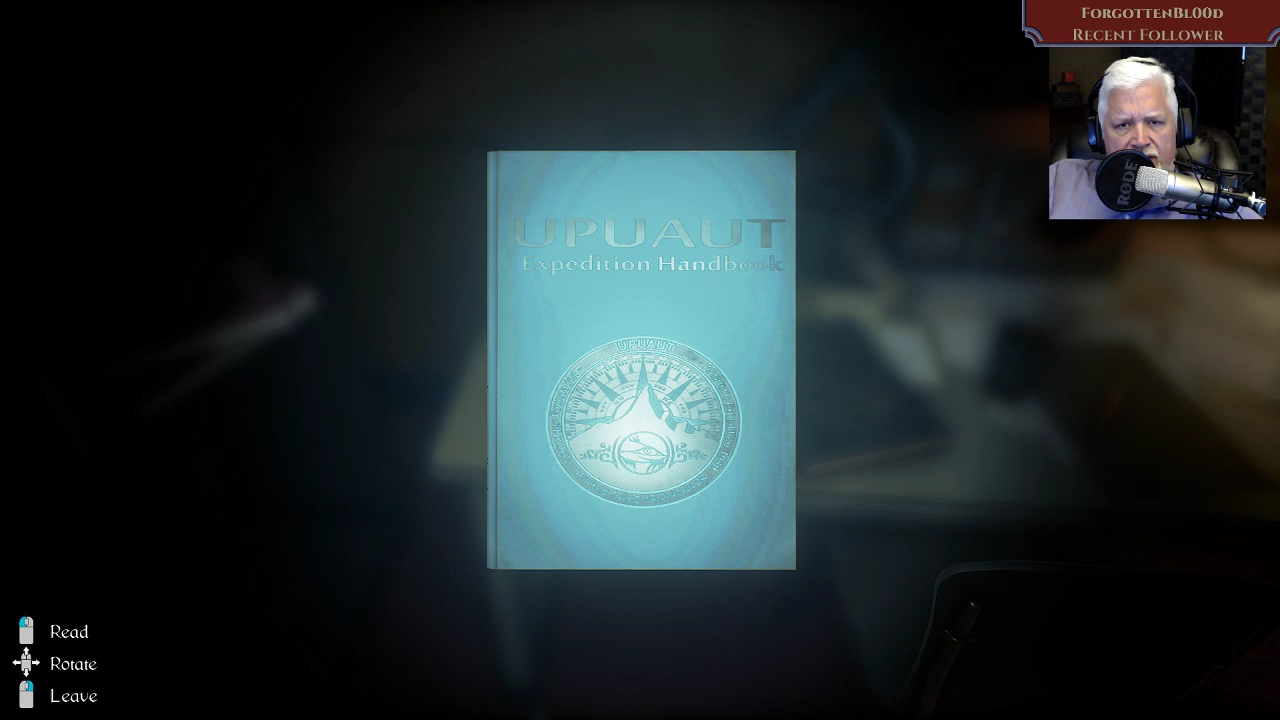 ForgottenBl00d
Recent Follower
RØDE
UPUAUT
Expedition Handbook
UPUAUT
Read
Rotate
Leave